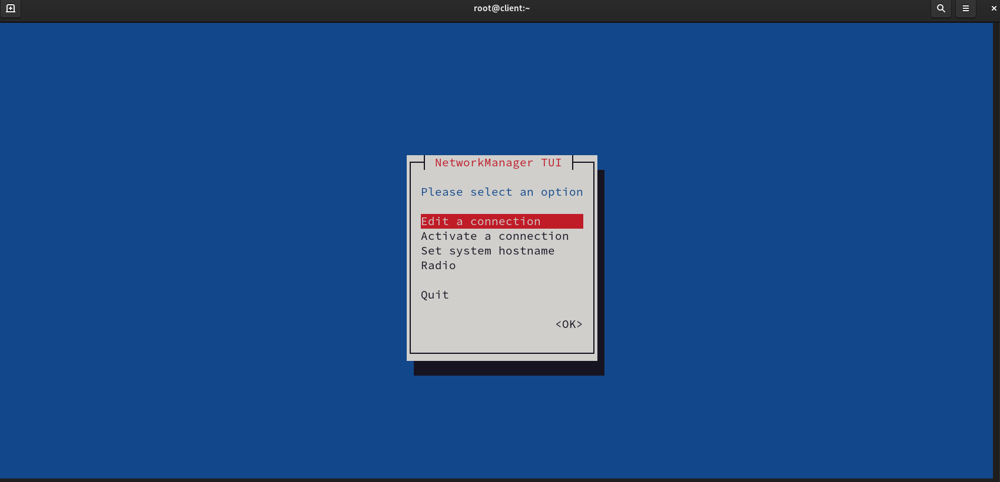 root@client:~
NetworkManager TUI
Please select an option
Edit a connection
Activate a connection
Set system hostname
Radio
Quit
<OK>